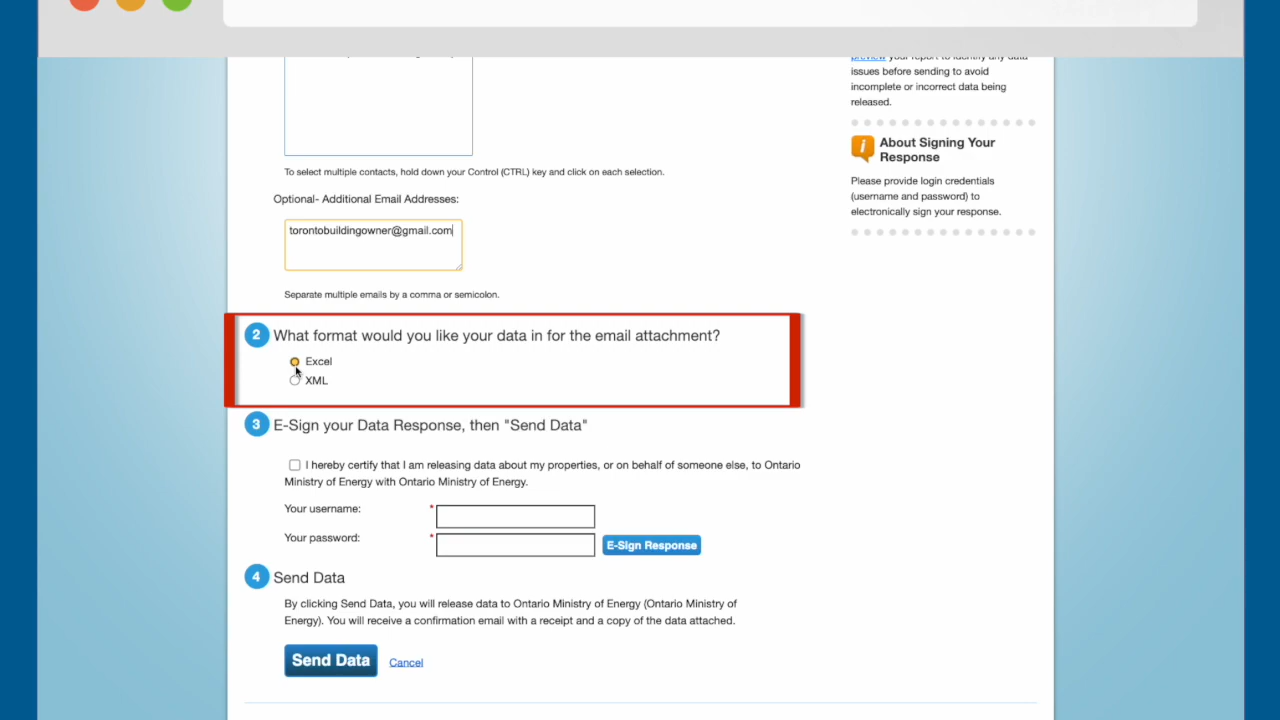 preview your report to identify any data
issues before sending to avoid
incomplete or incorrect data being
released.
About Signing Your
Response
Please provide login credentials
(username and password) to
electronically sign your response.
To select multiple contacts, hold down your Control (CTRL) key and click on each selection.
Optional- Additional Email Addresses:
torontobuildingowner@gmail.com
Separate multiple emails by a comma or semicolon.
2 What format would you like your data in for the email attachment?
Excel
XML
3 E-Sign your Data Response, then "Send Data"
I hereby certify that I am releasing data about my properties, or on behalf of someone else, to Ontario
Ministry of Energy with Ontario Ministry of Energy.
Your username: *
Your password: *
E-Sign Response
4 Send Data
By clicking Send Data, you will release data to Ontario Ministry of Energy (Ontario Ministry of
Energy). You will receive a confirmation email with a receipt and a copy of the data attached.
Send Data Cancel